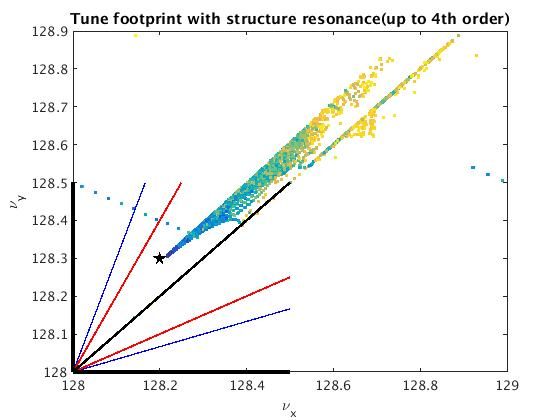 Tune footprint with structure resonance(up to 4th order)
128.9
128.8
128.7
128.6
128.5
128.4
128.3
128.2
128.1
128
ν_y
128 128.2 128.4 128.6 128.8 129
ν_x